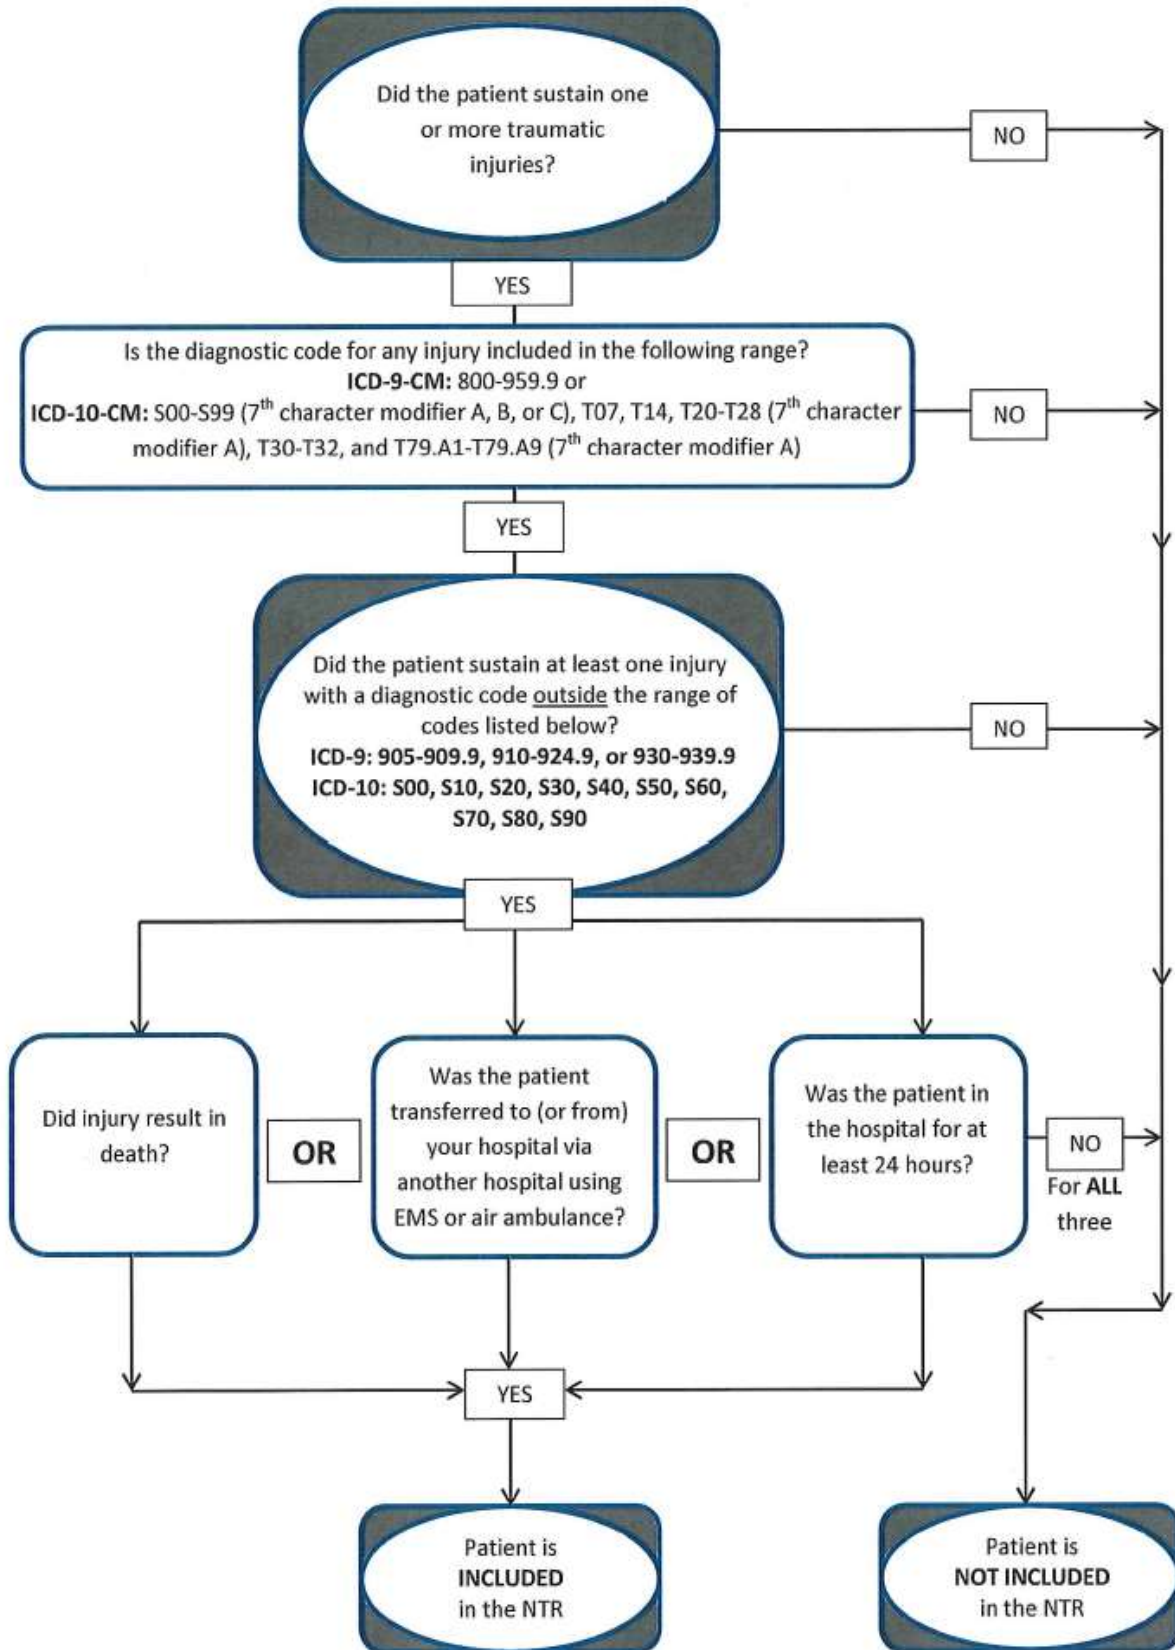 Did the patient sustain one
or more traumatic
injuries?
NO
YES
Is the diagnostic code for any injury included in the following range?
ICD-9-CM: 800-959.9 or
ICD-10-CM: S00-S99 (7th character modifier A, B, or C), T07, T14, T20-T28 (7th character
modifier A), T30-T32, and T79.A1-T79.A9 (7th character modifier A)
NO
YES
Did the patient sustain at least one injury
with a diagnostic code outside the range of
codes listed below?
ICD-9: 905-909.9, 910-924.9, or 930-939.9
ICD-10: S00, S10, S20, S30, S40, S50, S60,
S70, S80, S90
NO
YES
Did injury result in
death?
OR
Was the patient
transferred to (or from)
your hospital via
another hospital using
EMS or air ambulance?
OR
Was the patient in
the hospital for at
least 24 hours?
NO
For ALL
three
YES
Patient is
INCLUDED
in the NTR
Patient is
NOT INCLUDED
in the NTR